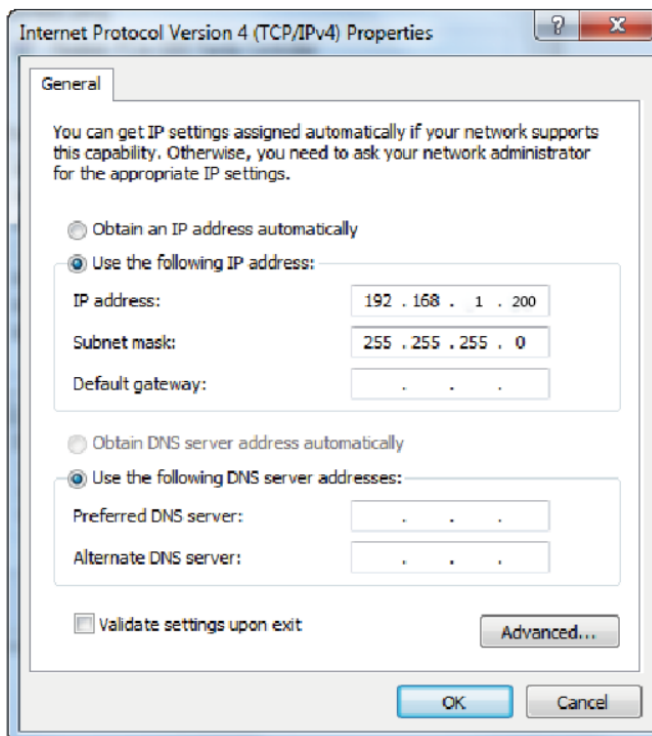 Internet Protocol Version 4 (TCP/IPv4) Properties
General
You can get IP settings assigned automatically if your network supports
this capability. Otherwise, you need to ask your network administrator
for the appropriate IP settings.
Obtain an IP address automatically
Use the following IP address:
IP address: 192 . 168 . 1 . 200
Subnet mask: 255 . 255 . 255 . 0
Default gateway: . . .
Obtain DNS server address automatically
Use the following DNS server addresses:
Preferred DNS server: . . .
Alternate DNS server: . . .
Validate settings upon exit
Advanced...
OK Cancel